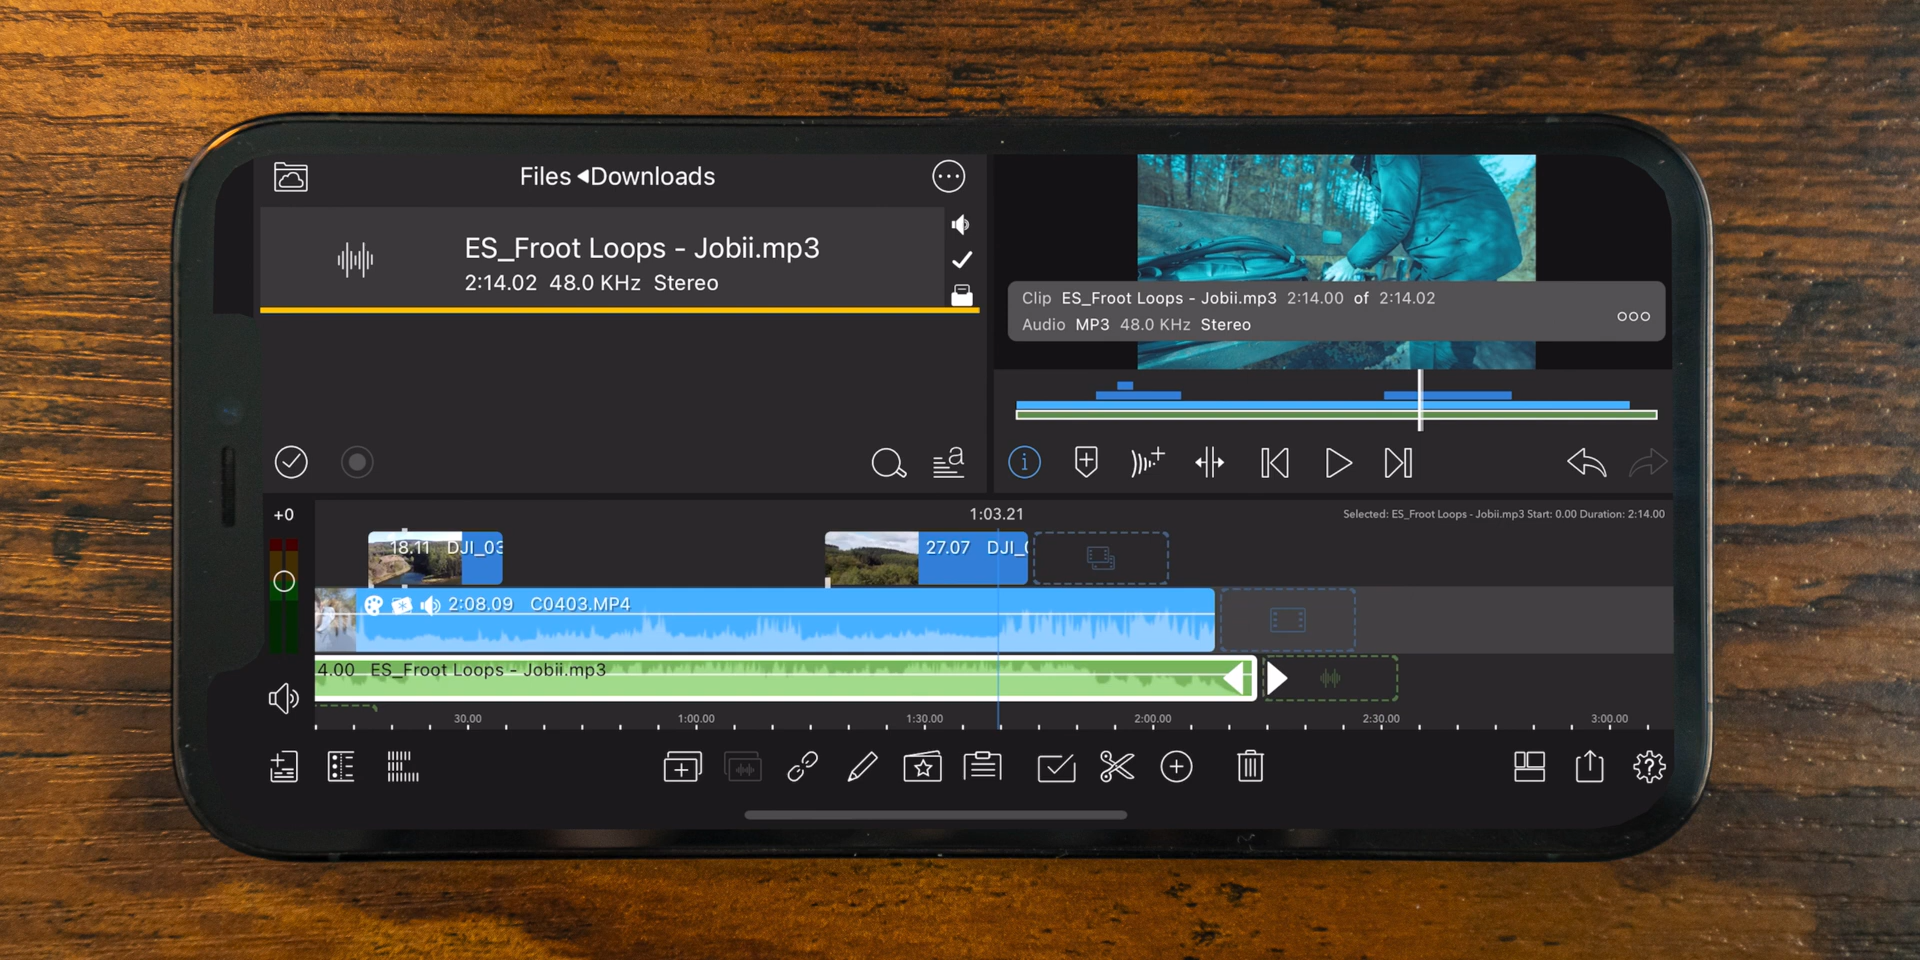 Files ◀Downloads
ES_Froot Loops - Jobii.mp3
2:14.02 48.0 KHz Stereo
Clip ES_Froot Loops - Jobii.mp3 2:14.00 of 2:14.02
Audio MP3 48.0 KHz Stereo
+0
1:03.21
Selected: ES_Froot Loops - Jobii.mp3 Start: 0.00 Duration: 2:14.00
18.11 DJI_03
27.07 DJI_0
2:08.09 C0403.MP4
4.00 ES_Froot Loops - Jobii.mp3
30.00 1:00.00 1:30.00 2:00.00 2:30.00 3:00.00